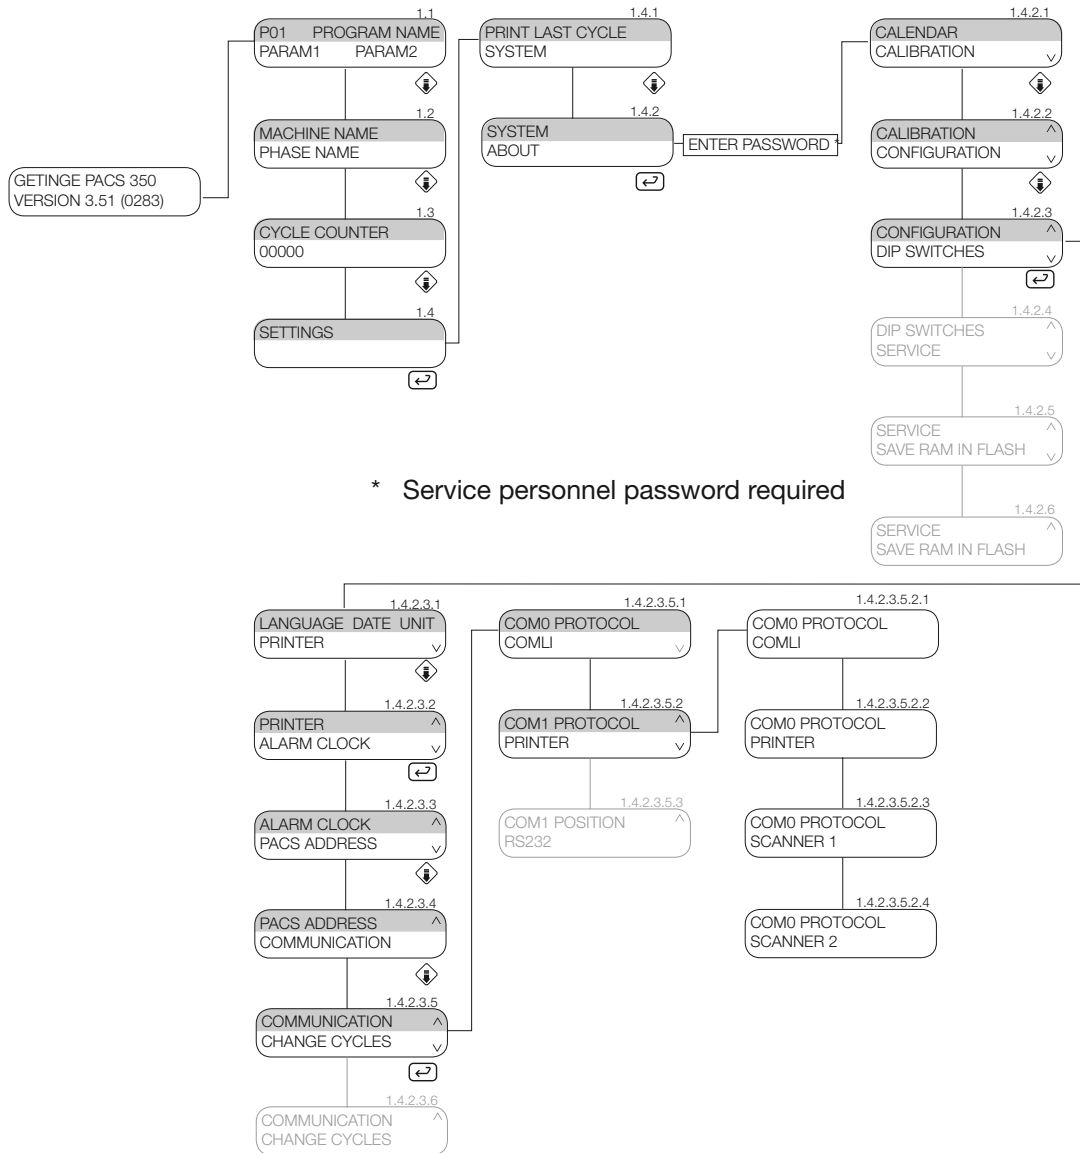 GETINGE PACS 350
VERSION 3.51 (0283)
1.1
P01 PROGRAM NAME
PARAM1 PARAM2
1.2
MACHINE NAME
PHASE NAME
1.3
CYCLE COUNTER
00000
1.4
SETTINGS
1.4.1
PRINT LAST CYCLE
SYSTEM
1.4.2
SYSTEM
ABOUT
ENTER PASSWORD *
1.4.2.1
CALENDAR
CALIBRATION
1.4.2.2
CALIBRATION
CONFIGURATION
1.4.2.3
CONFIGURATION
DIP SWITCHES
1.4.2.4
DIP SWITCHES
SERVICE
1.4.2.5
SERVICE
SAVE RAM IN FLASH
1.4.2.6
SERVICE
SAVE RAM IN FLASH
* Service personnel password required
1.4.2.3.1
LANGUAGE DATE UNIT
PRINTER
1.4.2.3.2
PRINTER
ALARM CLOCK
1.4.2.3.3
ALARM CLOCK
PACS ADDRESS
1.4.2.3.4
PACS ADDRESS
COMMUNICATION
1.4.2.3.5
COMMUNICATION
CHANGE CYCLES
1.4.2.3.6
COMMUNICATION
CHANGE CYCLES
1.4.2.3.5.1
COM0 PROTOCOL
COMLI
1.4.2.3.5.2
COM1 PROTOCOL
PRINTER
1.4.2.3.5.3
COM1 POSITION
RS232
1.4.2.3.5.2.1
COM0 PROTOCOL
COMLI
1.4.2.3.5.2.2
COM0 PROTOCOL
PRINTER
1.4.2.3.5.2.3
COM0 PROTOCOL
SCANNER 1
1.4.2.3.5.2.4
COM0 PROTOCOL
SCANNER 2